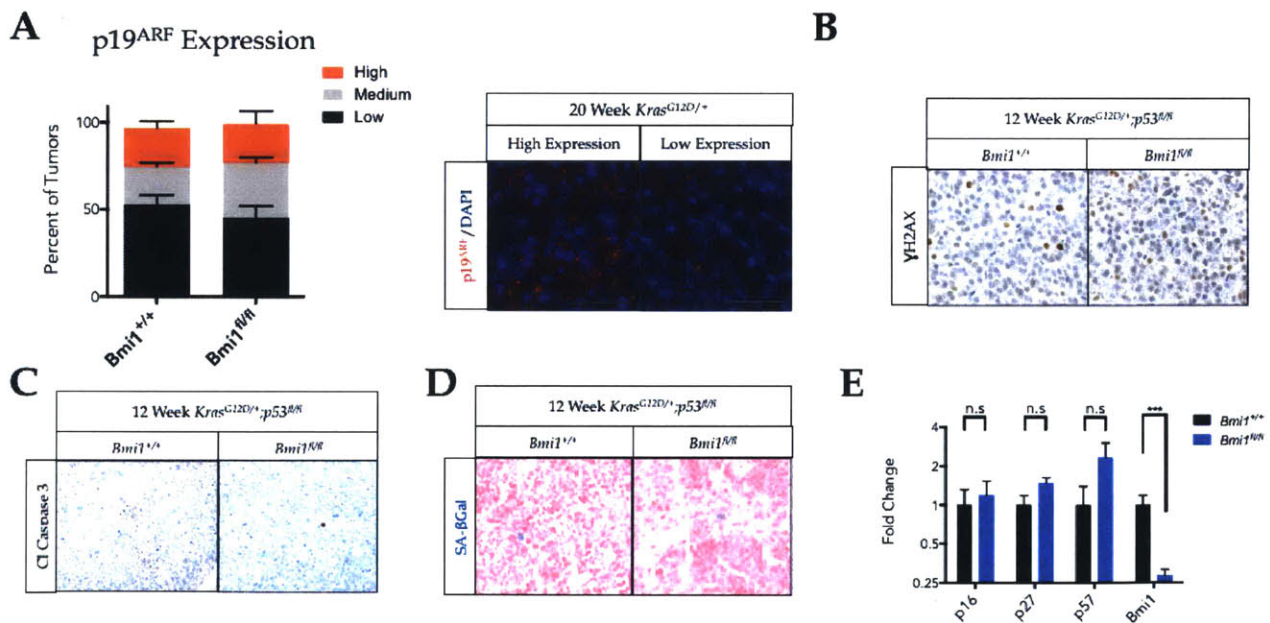 A
p19ARF Expression
High
Medium
Low
Percent of Tumors
100
50
0
Bmi1+/+
Bmi1fl/fl
20 Week KrasG12D/+
High Expression
Low Expression
p19ARF/DAPI
B
12 Week KrasG12D/+;p53fl/fl
Bmi1+/+
Bmi1fl/fl
γH2AX
C
12 Week KrasG12D/+;p53fl/fl
Bmi1+/+
Bmi1fl/fl
Cl Caspase 3
D
12 Week KrasG12D/+;p53fl/fl
Bmi1+/+
Bmi1fl/fl
SA-βGal
E
n.s
n.s
n.s
***
Bmi1+/+
Bmi1fl/fl
Fold Change
4
2
1
0.5
0.25
p16
p27
p57
Bmi1